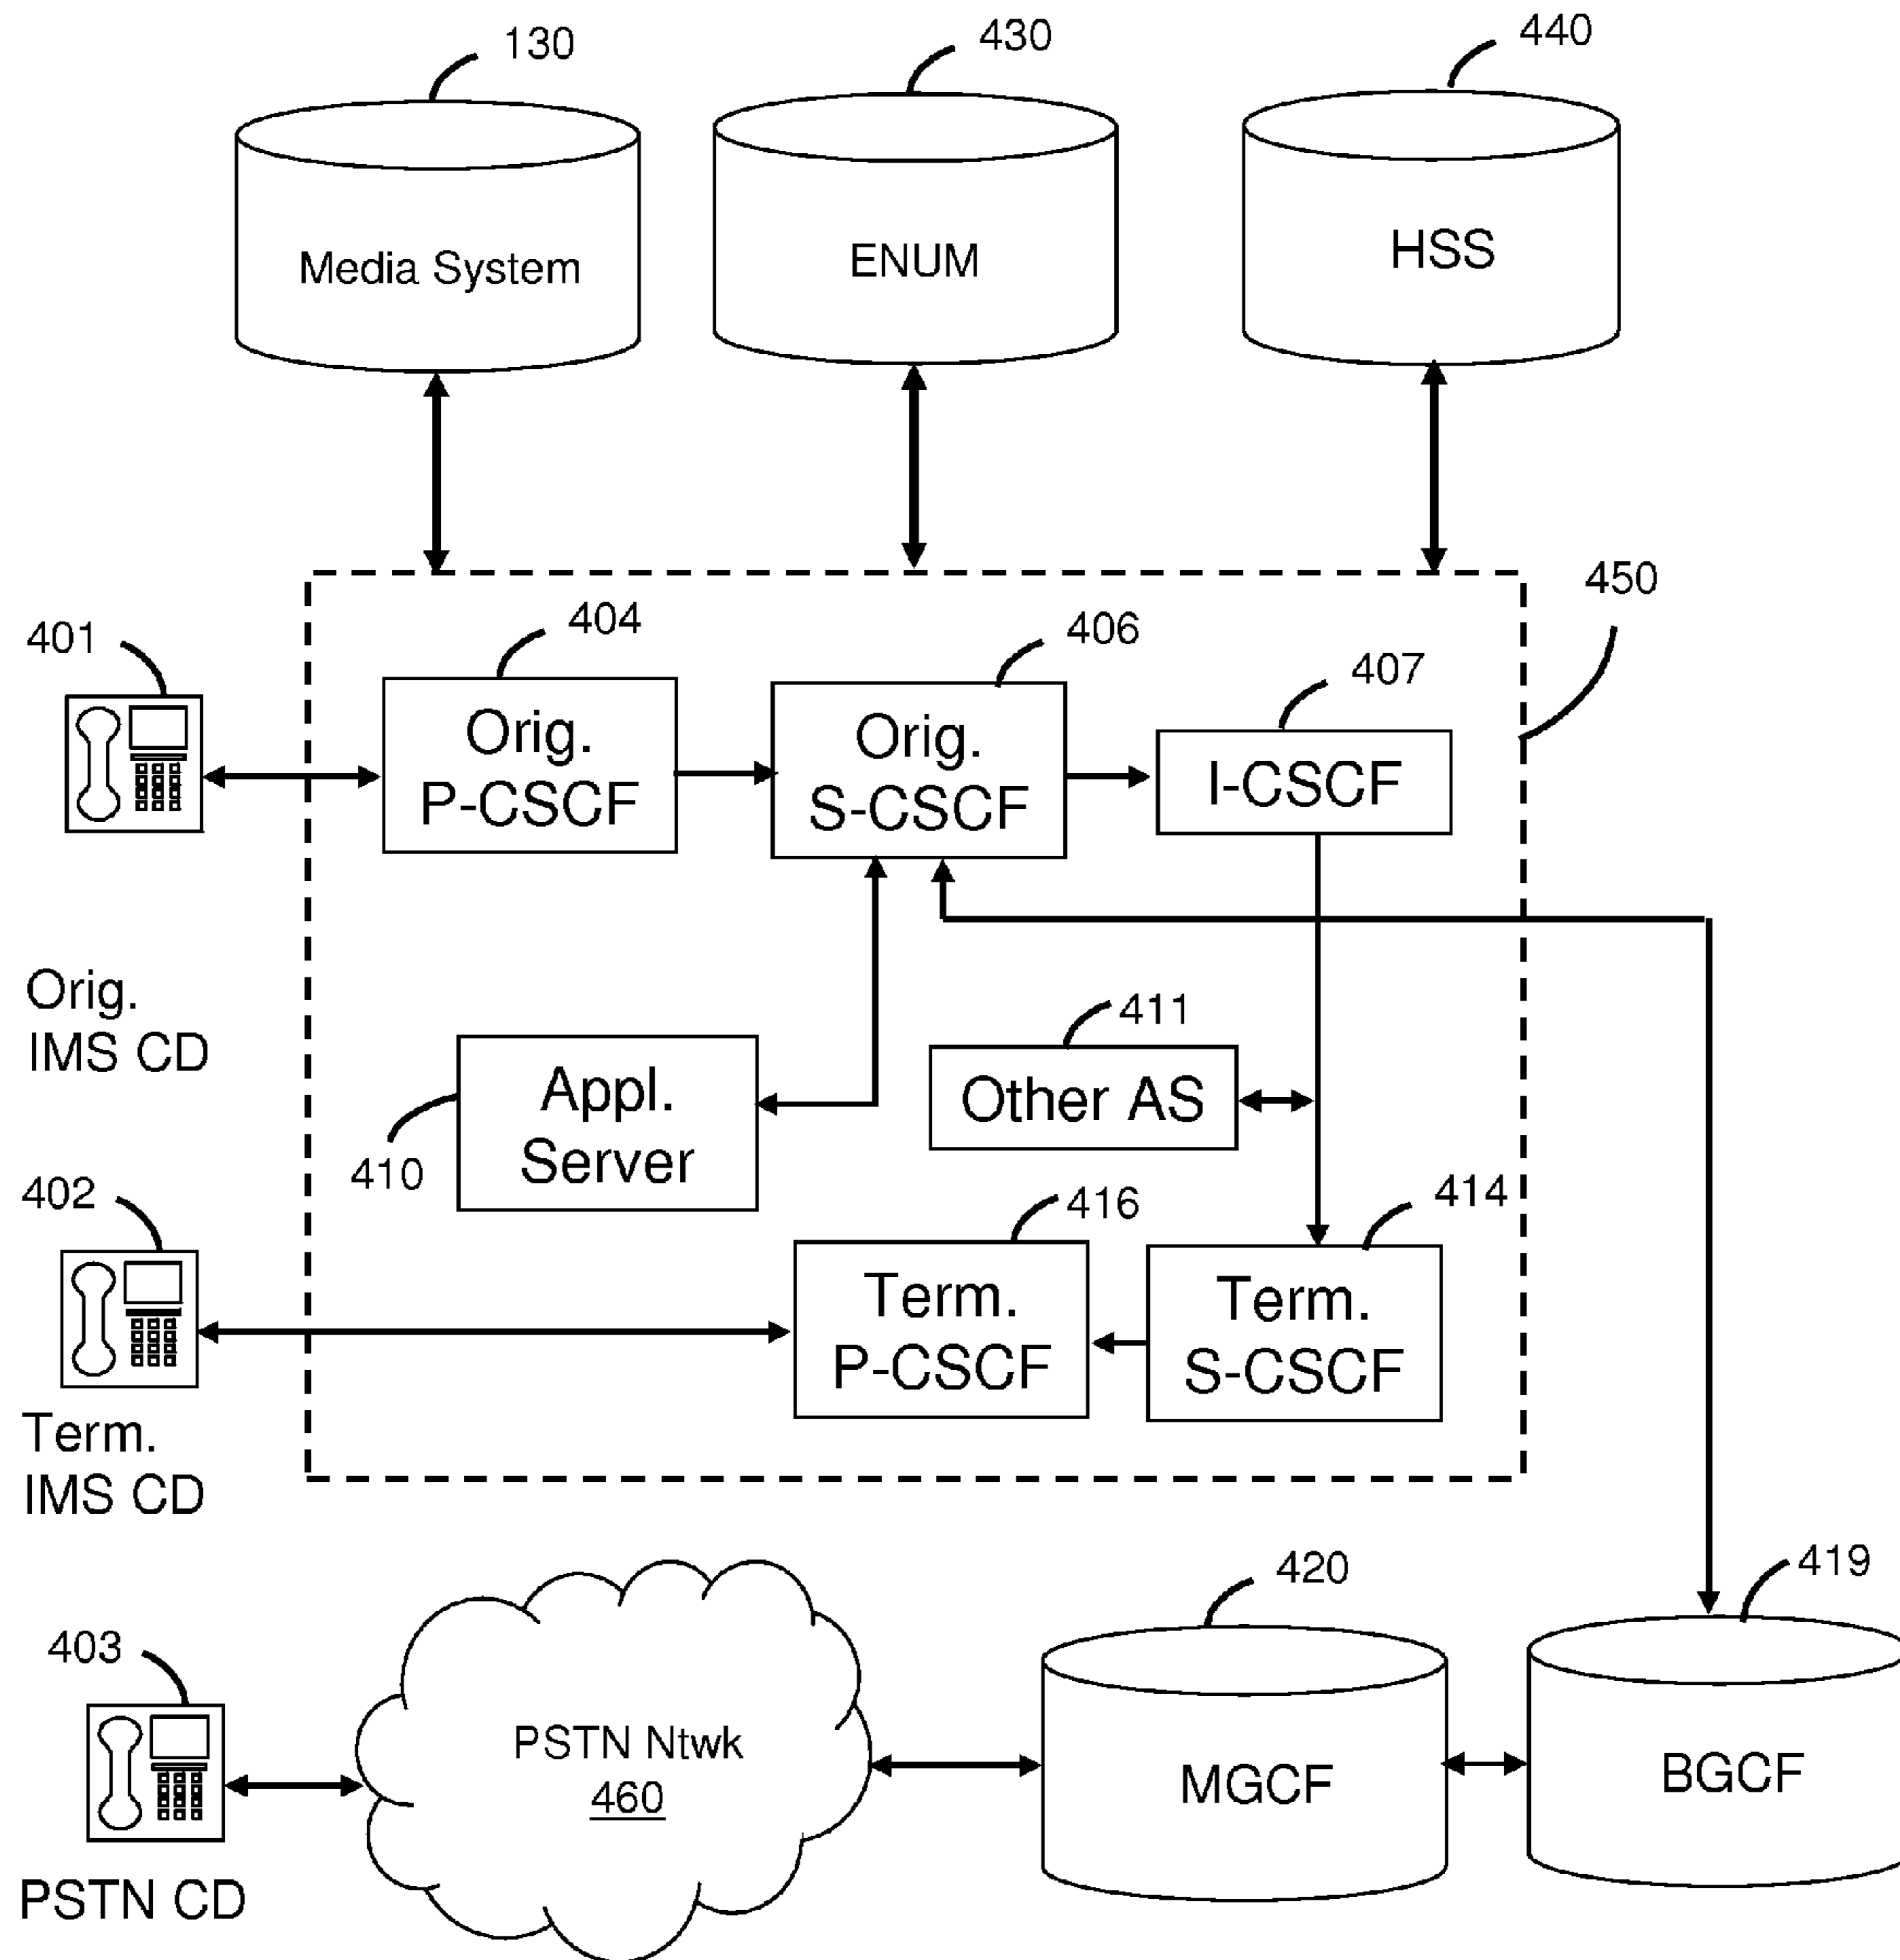 130
430
440
Media System
ENUM
HSS
450
401
404
406
407
Orig.
P-CSCF
Orig.
S-CSCF
I-CSCF
Orig.
IMS CD
411
Appl.
Server
Other AS
410
402
416
414
Term.
P-CSCF
Term.
S-CSCF
Term.
IMS CD
420
419
403
PSTN Ntwk
460
MGCF
BGCF
PSTN CD